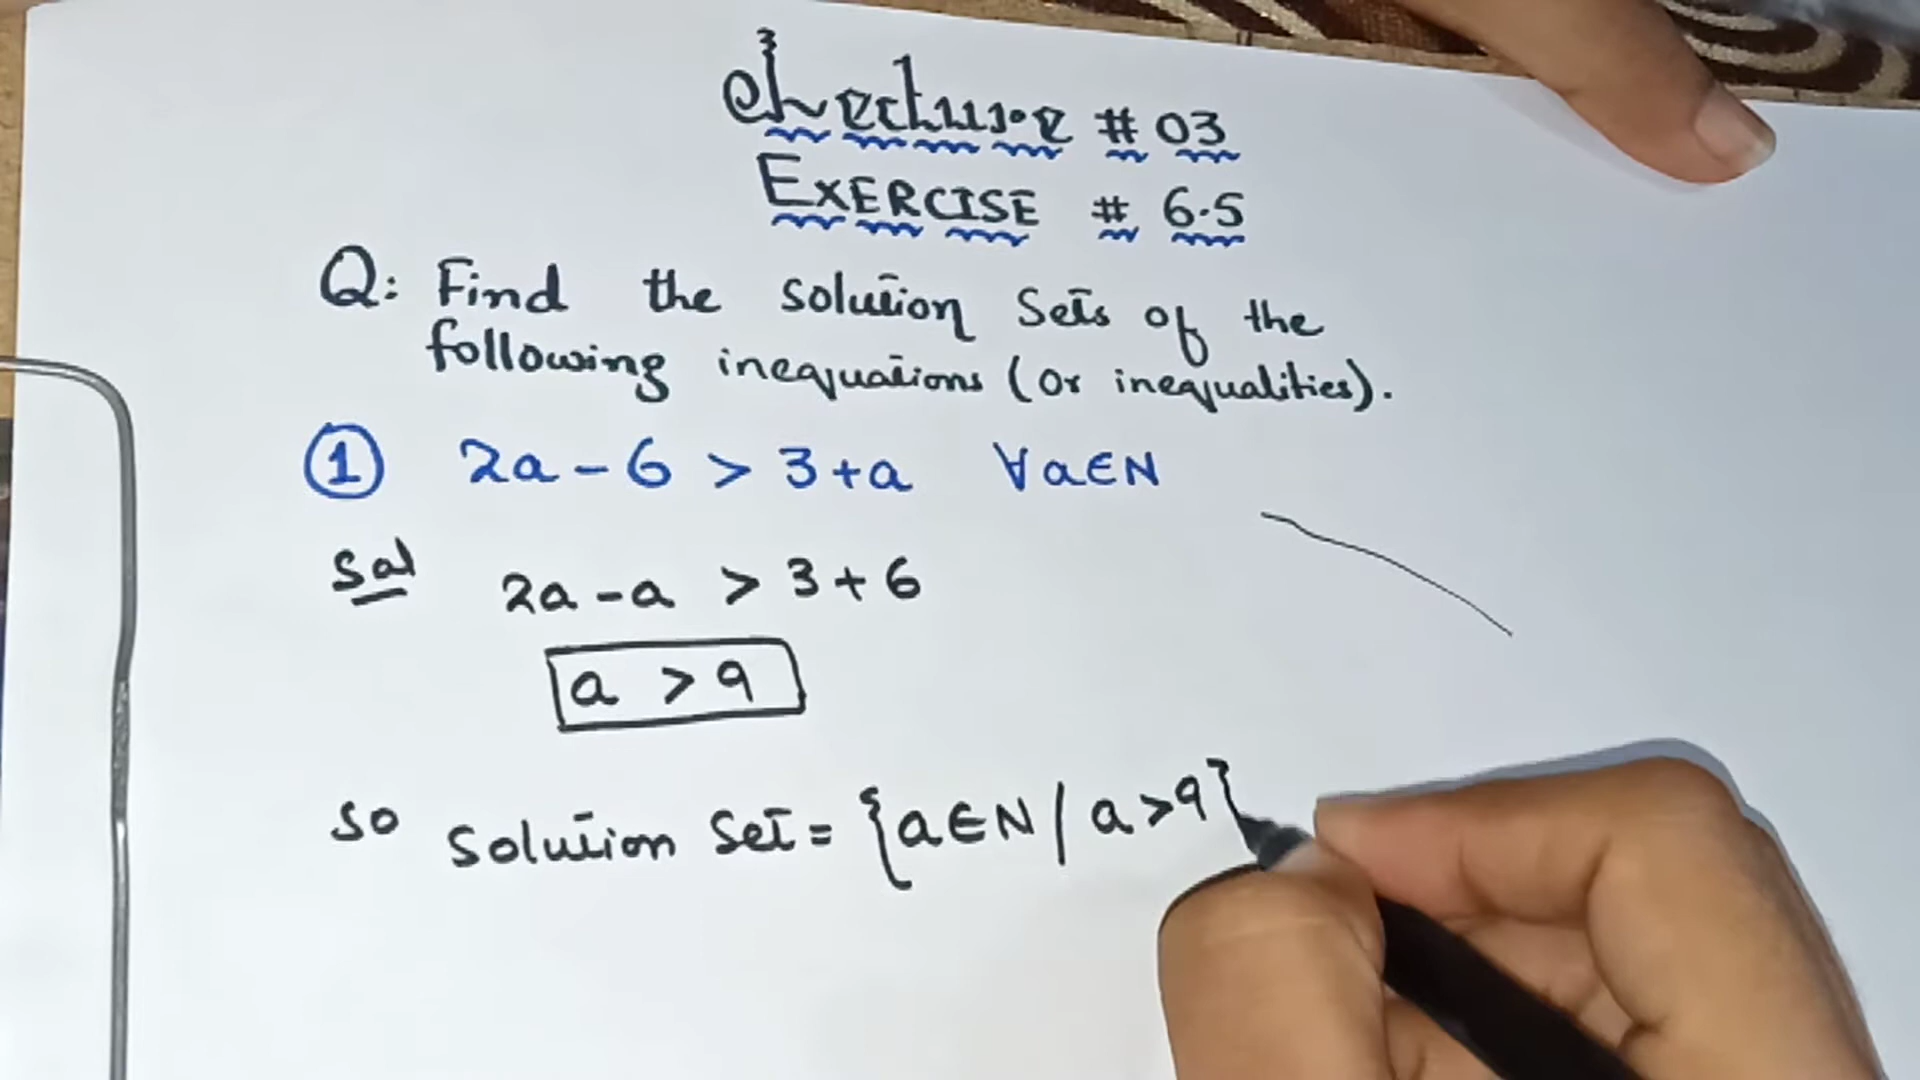 Lecture # 03
EXERCISE # 6.5
Q: Find the solution Sets of the
following inequations (or inequalities).
① 2a - 6 > 3 + a ∀a∈N
Sol 2a - a > 3 + 6
a > 9
So Solution Set = {a∈N / a > 9}